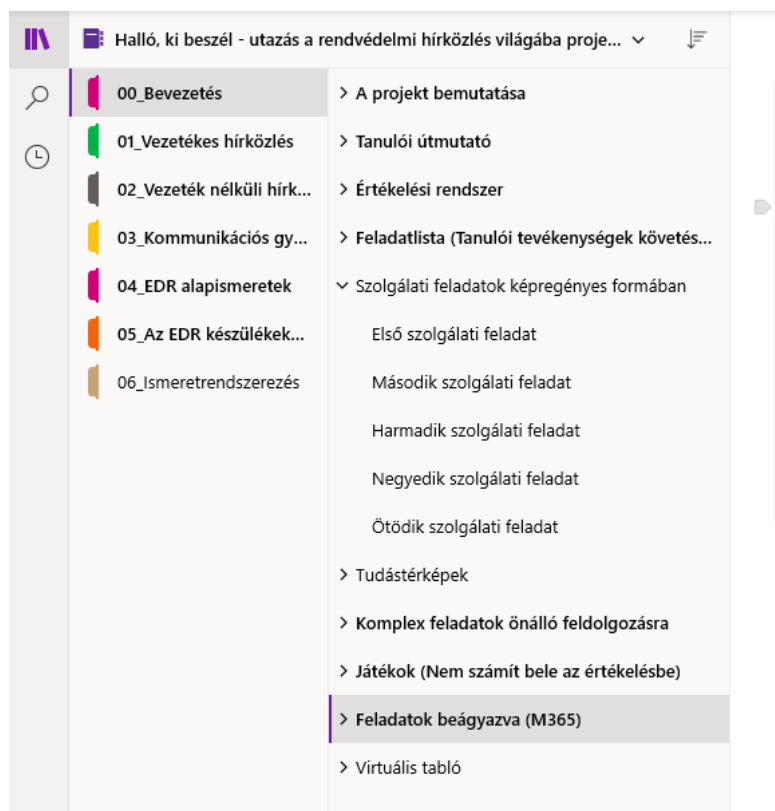 Halló, ki beszél - utazás a rendvédelmi hírközlés világába proje...
00_Bevezetés
01_Vezetékes hírközlés
02_Vezeték nélküli hírk...
03_Kommunikációs gy...
04_EDR alapismeretek
05_Az EDR készülékek...
06_Ismeretrendszerezés
A projekt bemutatása
Tanulói útmutató
Értékelési rendszer
Feladatlista (Tanulói tevékenységek követés...
Szolgálati feladatok képregényes formában
Első szolgálati feladat
Második szolgálati feladat
Harmadik szolgálati feladat
Negyedik szolgálati feladat
Ötödik szolgálati feladat
Tudástérképek
Komplex feladatok önálló feldolgozásra
Játékok (Nem számít bele az értékelésbe)
Feladatok beágyazva (M365)
Virtuális tabló